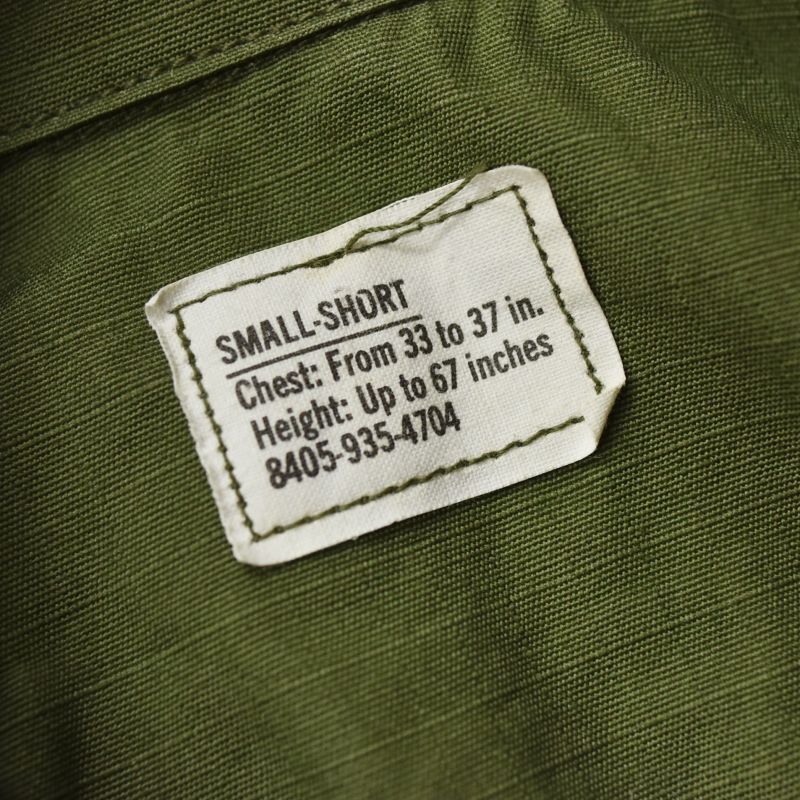 SMALL-SHORT
Chest: From 33 to 37 in.
Height: Up to 67 inches
8405-935-4704